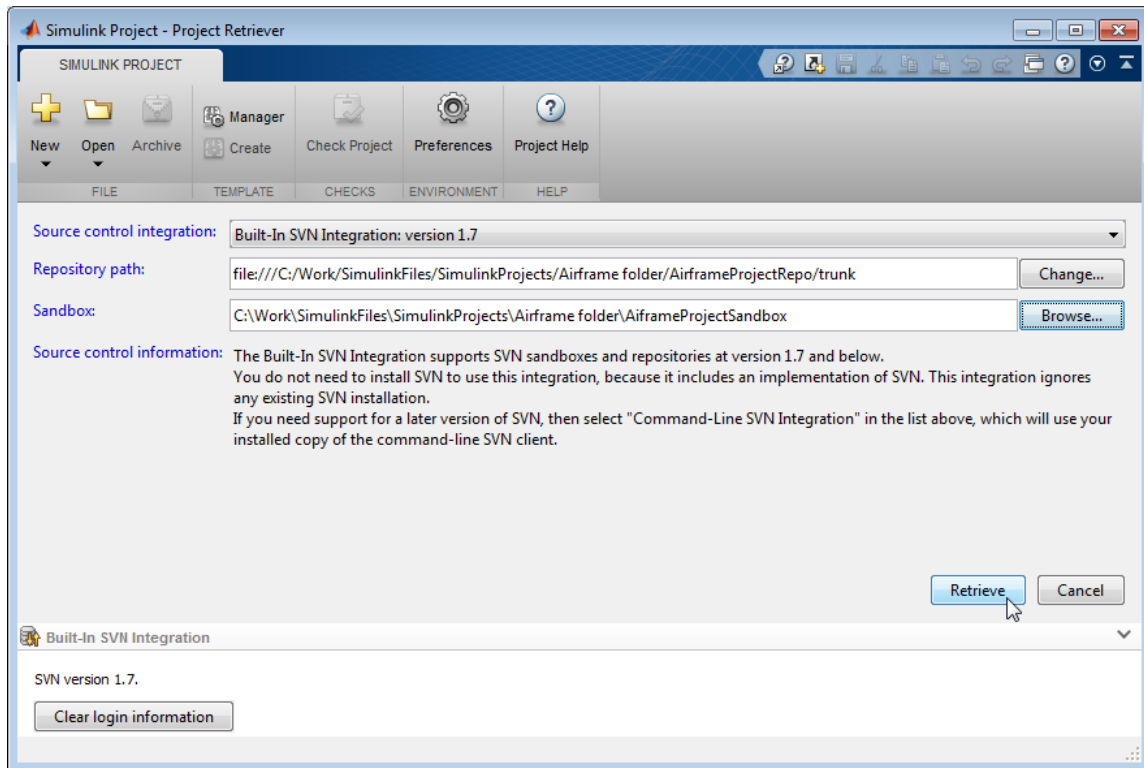 Simulink Project - Project Retriever
SIMULINK PROJECT
New
Open
Archive
Manager
Create
Check Project
Preferences
Project Help
FILE
TEMPLATE
CHECKS
ENVIRONMENT
HELP
Source control integration: Built-In SVN Integration: version 1.7
Repository path: file:///C:/Work/SimulinkFiles/SimulinkProjects/Airframe folder/AirframeProjectRepo/trunk Change...
Sandbox: C:\Work\SimulinkFiles\SimulinkProjects\Airframe folder\AiframeProjectSandbox Browse...
Source control information: The Built-In SVN Integration supports SVN sandboxes and repositories at version 1.7 and below.
You do not need to install SVN to use this integration, because it includes an implementation of SVN. This integration ignores
any existing SVN installation.
If you need support for a later version of SVN, then select "Command-Line SVN Integration" in the list above, which will use your
installed copy of the command-line SVN client.
Retrieve Cancel
Built-In SVN Integration
SVN version 1.7.
Clear login information